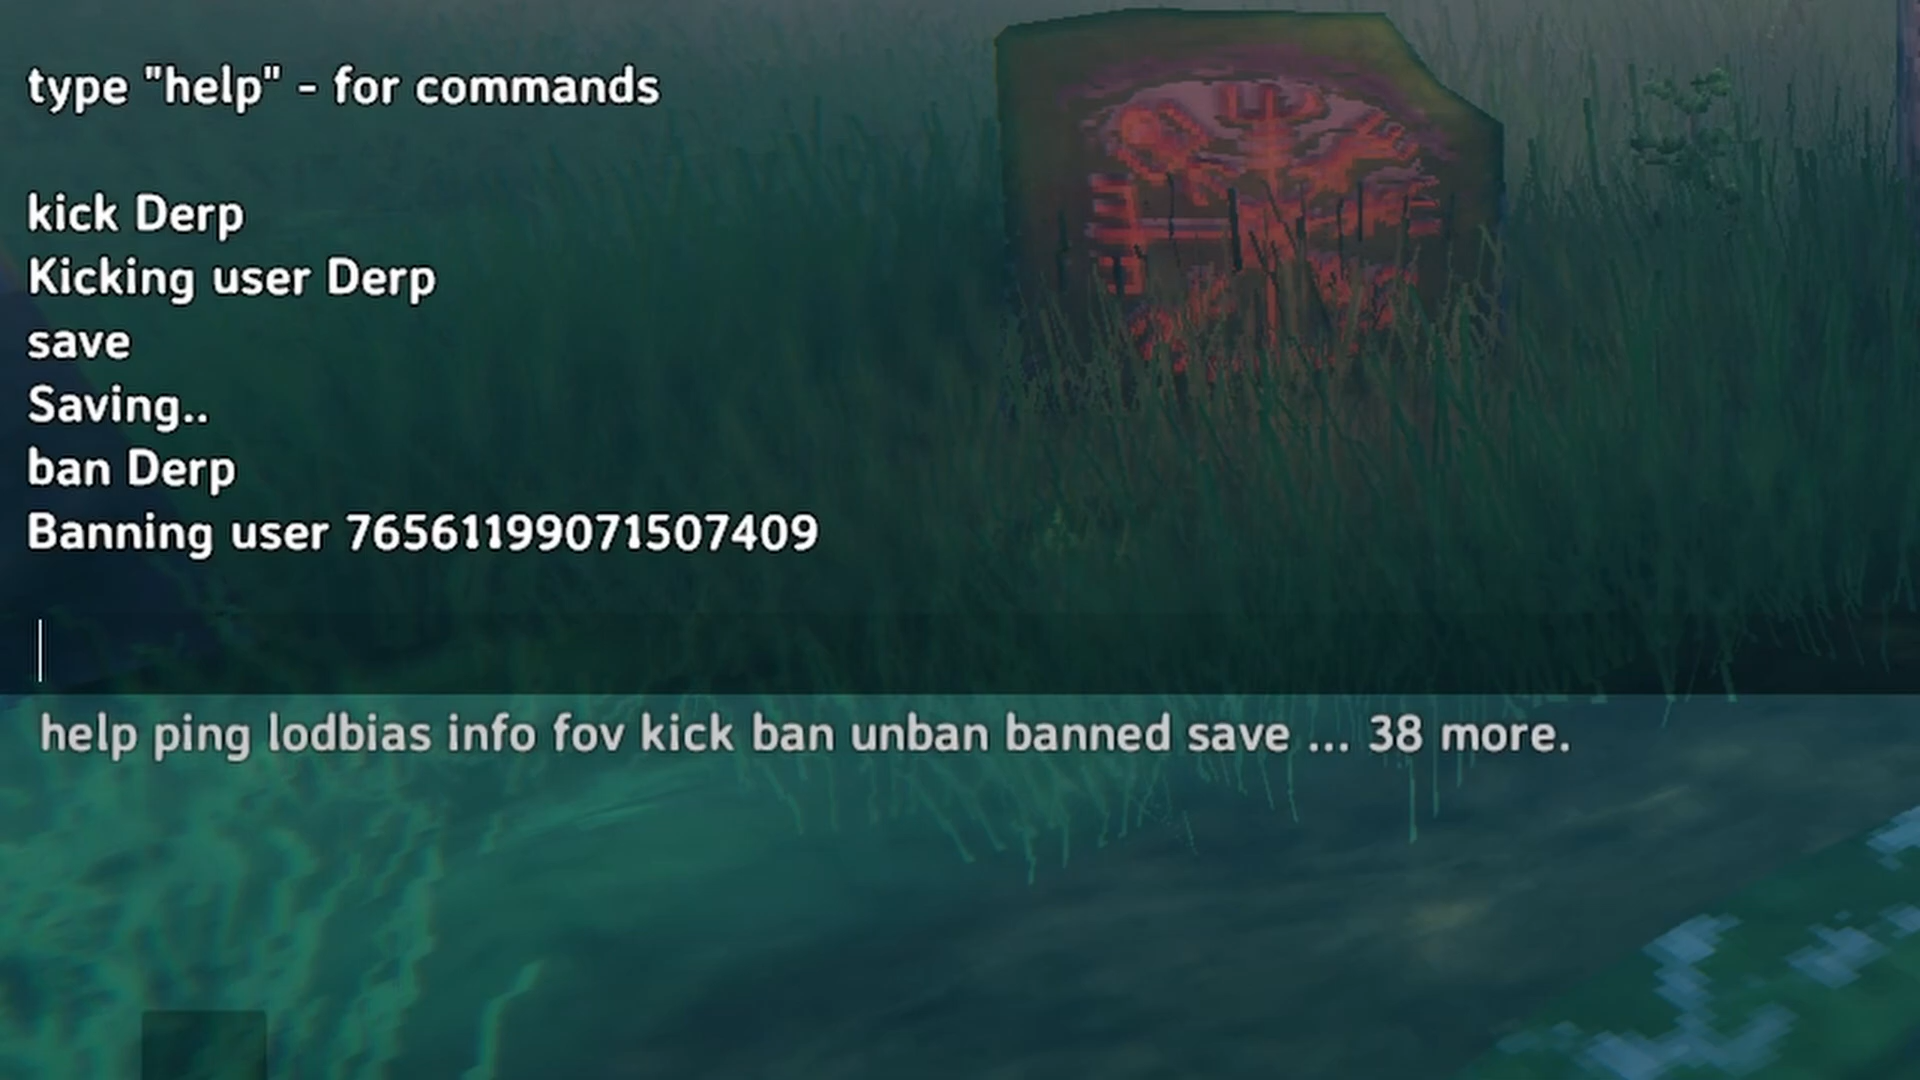 type "help" - for commands
kick Derp
Kicking user Derp
save
Saving..
ban Derp
Banning user 76561199071507409
help ping lodbias info fov kick ban unban banned save ... 38 more.